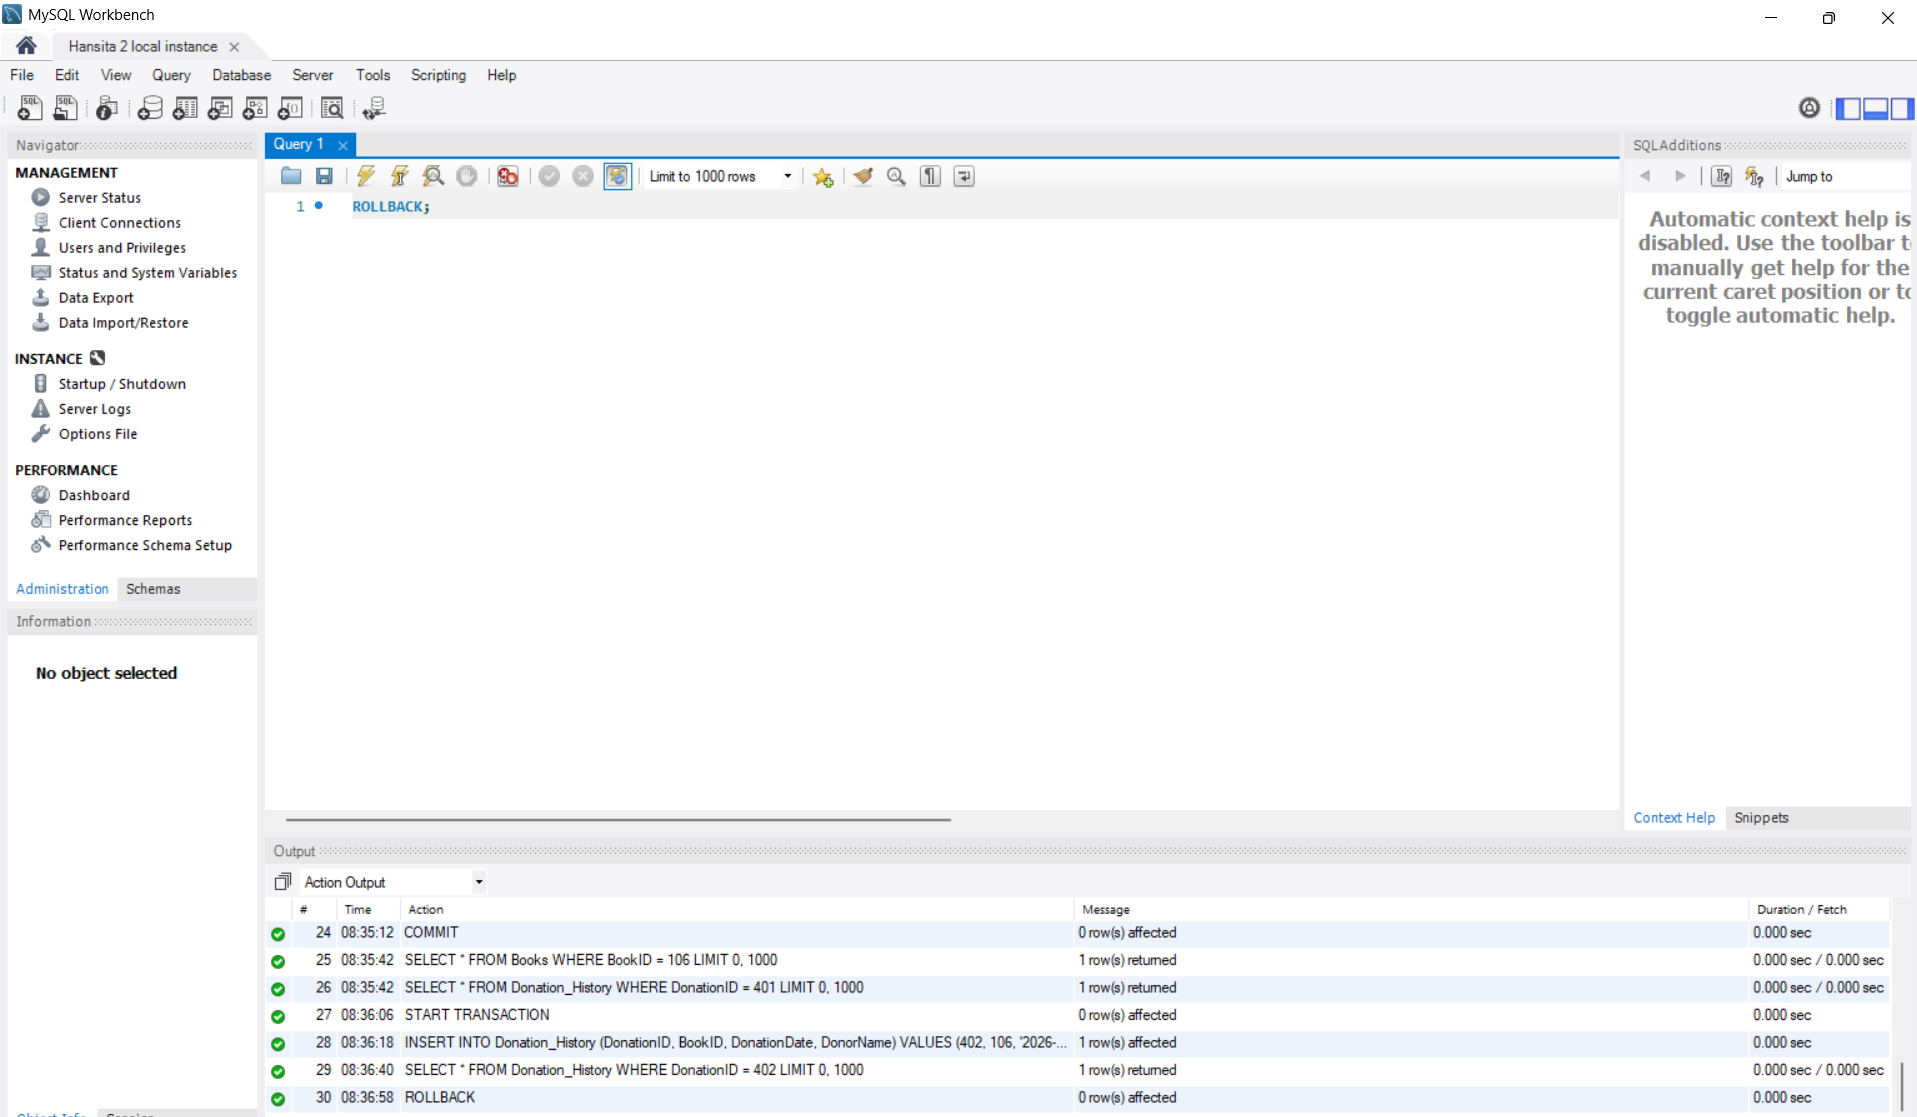 MySQL Workbench
Hansita 2 local instance
File Edit View Query Database Server Tools Scripting Help
Navigator
MANAGEMENT
Server Status
Client Connections
Users and Privileges
Status and System Variables
Data Export
Data Import/Restore
INSTANCE
Startup / Shutdown
Server Logs
Options File
PERFORMANCE
Dashboard
Performance Reports
Performance Schema Setup
Administration Schemas
Information
No object selected
Query 1
Limit to 1000 rows
1 ROLLBACK;
SQLAdditions
Jump to
Automatic context help is
disabled. Use the toolbar t
manually get help for the
current caret position or to
toggle automatic help.
Context Help Snippets
Output
Action Output
# Time Action Message Duration / Fetch
24 08:35:12 COMMIT 0 row(s) affected 0.000 sec
25 08:35:42 SELECT * FROM Books WHERE BookID = 106 LIMIT 0, 1000 1 row(s) returned 0.000 sec / 0.000 sec
26 08:35:42 SELECT * FROM Donation_History WHERE DonationID = 401 LIMIT 0, 1000 1 row(s) returned 0.000 sec / 0.000 sec
27 08:36:06 START TRANSACTION 0 row(s) affected 0.000 sec
28 08:36:18 INSERT INTO Donation_History (DonationID, BookID, DonationDate, DonorName) VALUES (402, 106, '2026-... 1 row(s) affected 0.000 sec
29 08:36:40 SELECT * FROM Donation_History WHERE DonationID = 402 LIMIT 0, 1000 1 row(s) returned 0.000 sec / 0.000 sec
30 08:36:58 ROLLBACK 0 row(s) affected 0.000 sec